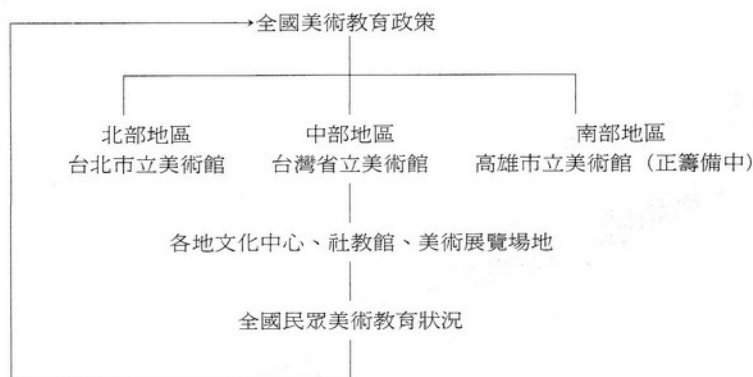 全國美術教育政策
北部地區 中部地區 南部地區
台北市立美術館 台灣省立美術館 高雄市立美術館（正籌備中）
各地文化中心、社教館、美術展覽場地
全國民眾美術教育狀況